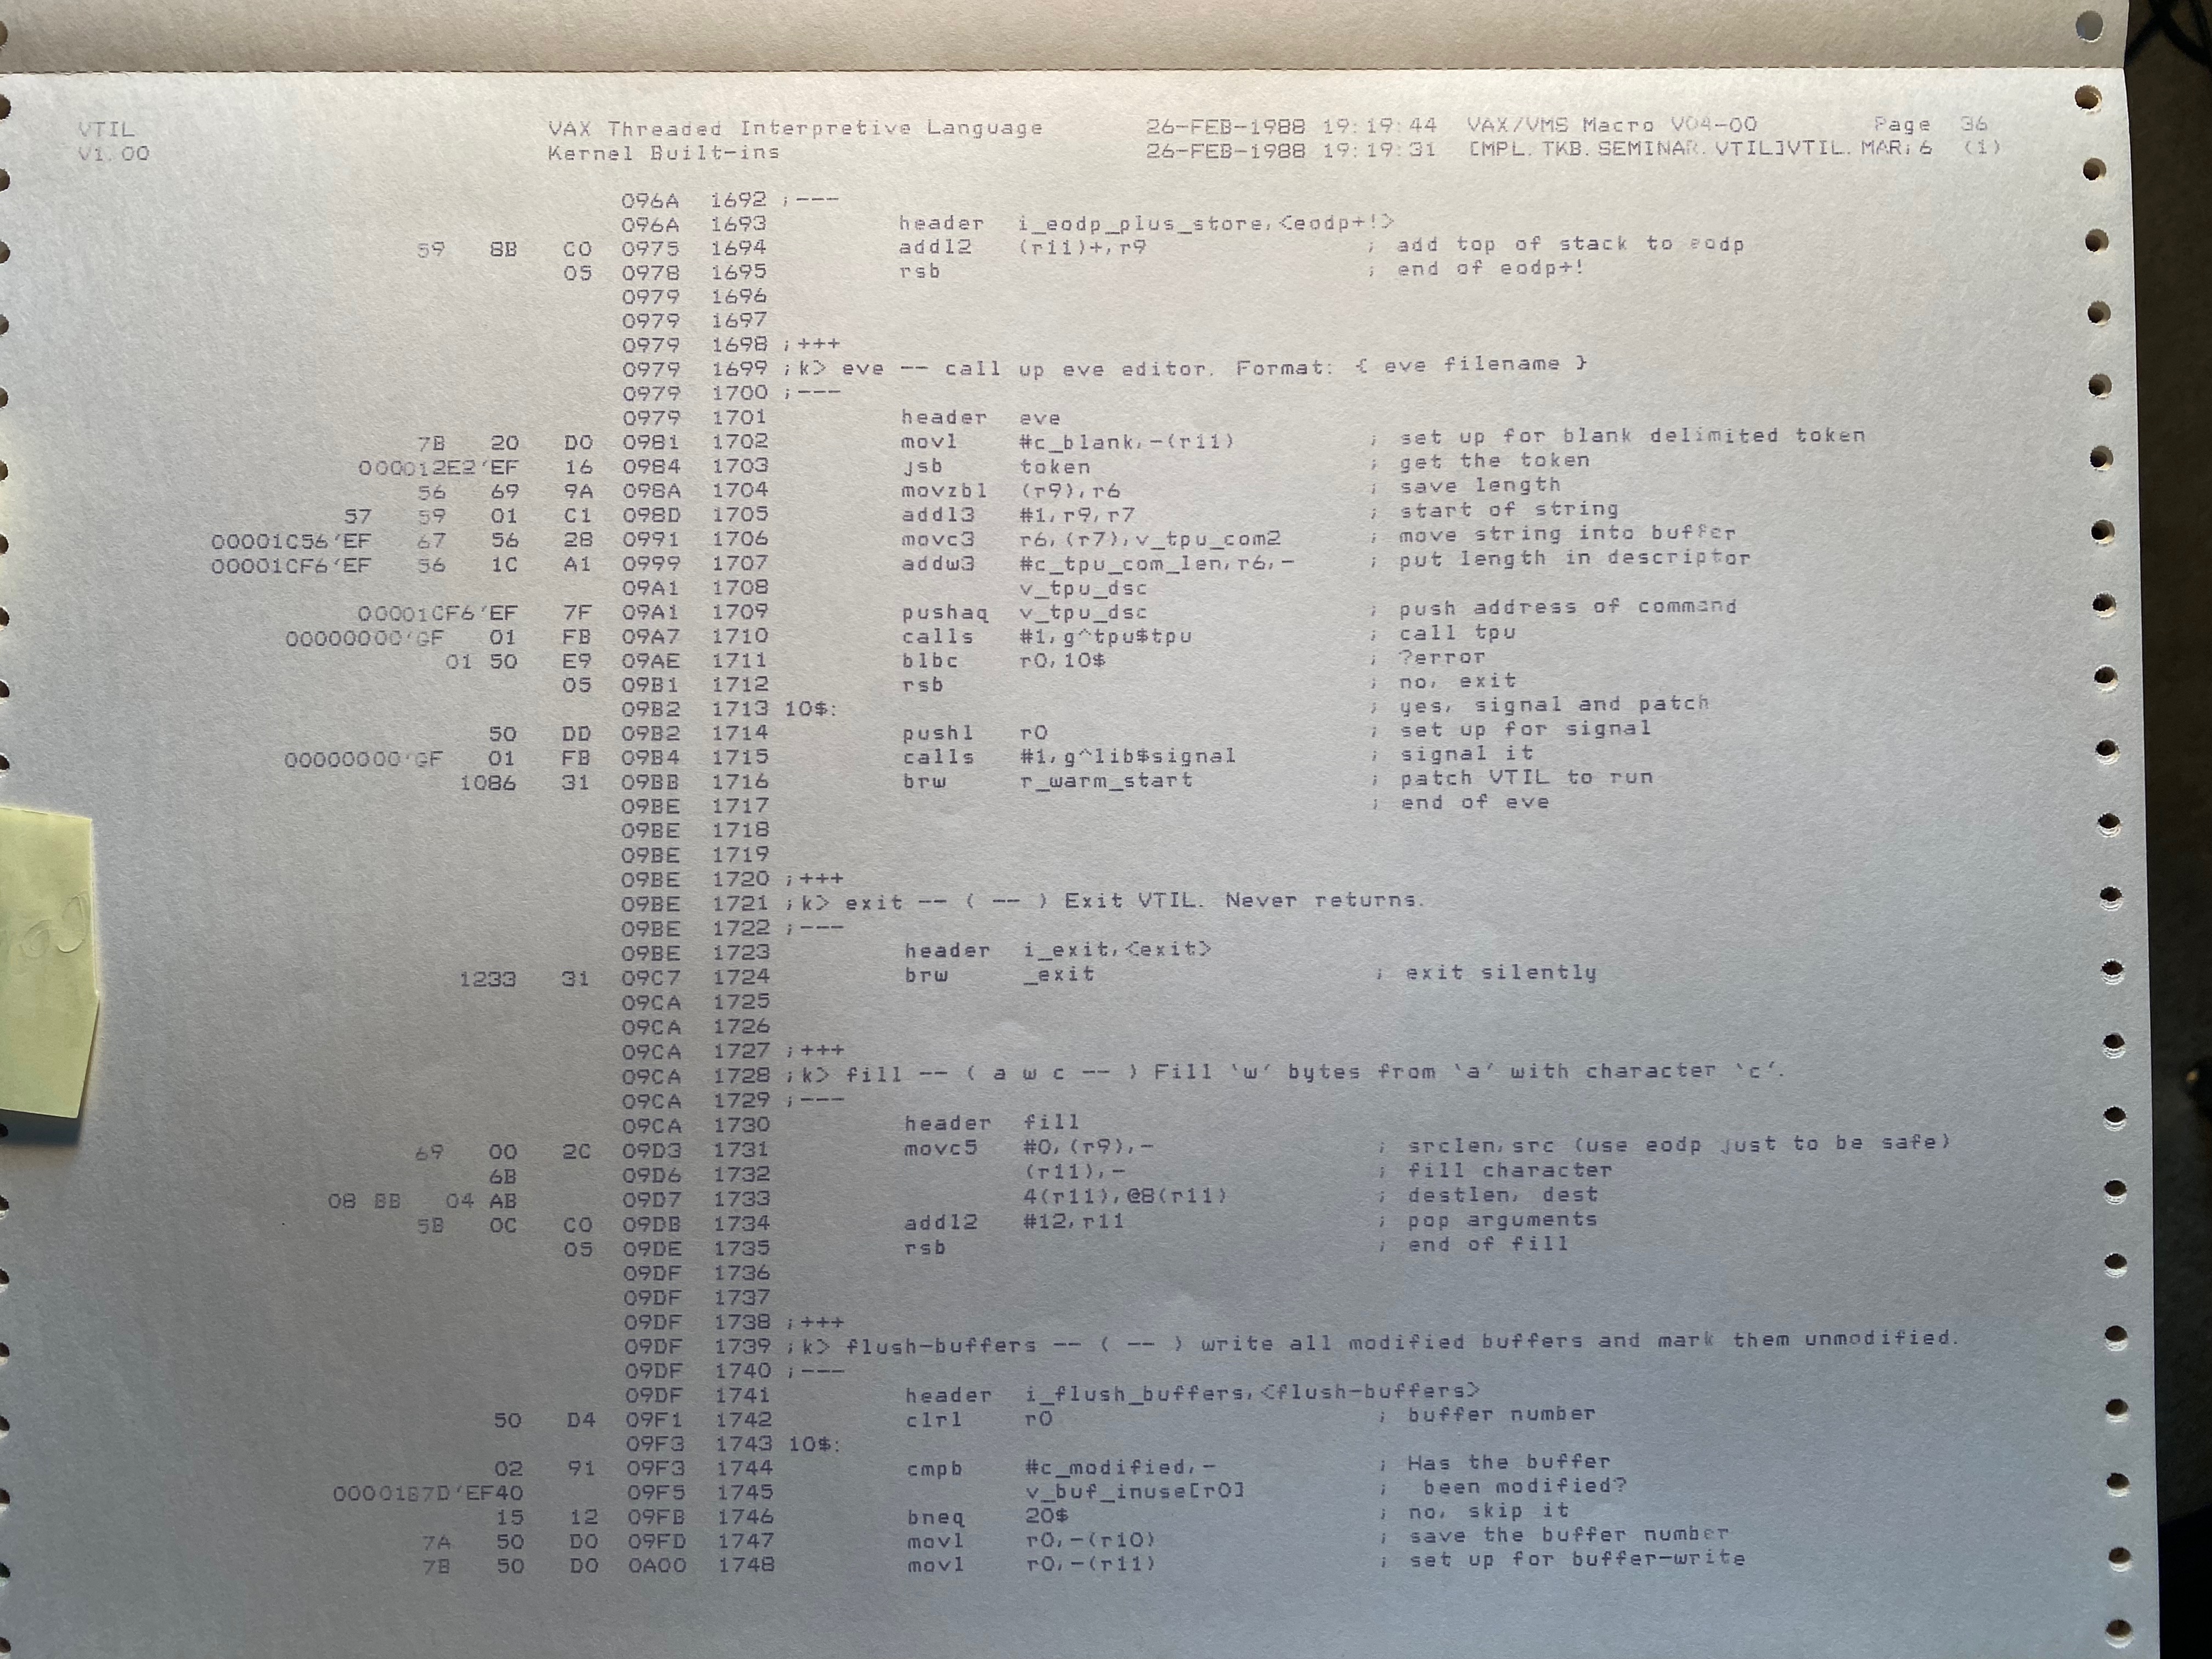 VTIL VAX Threaded Interpretive Language 26-FEB-1988 19:19:44 VAX/VMS Macro V04-00 Page 36
V1.00 Kernel Built-ins 26-FEB-1988 19:19:31 [MPL.TKB.SEMINAR.VTIL]VTIL.MAR;6 (1)
096A 1692 ;---
096A 1693 header i_eodp_plus_store,<eodp+!>
59 8B C0 0975 1694 addl2 (r11)+,r9 ; add top of stack to eodp
05 0978 1695 rsb ; end of eodp+!
0979 1696
0979 1697
0979 1698 ;+++
0979 1699 ;k> eve -- call up eve editor. Format: { eve filename }
0979 1700 ;---
0979 1701 header eve
7B 20 D0 0981 1702 movl #c_blank,-(r11) ; set up for blank delimited token
000012E2'EF 16 0984 1703 jsb token ; get the token
56 69 9A 098A 1704 movzbl (r9),r6 ; save length
57 59 01 C1 098D 1705 addl3 #1,r9,r7 ; start of string
00001C56'EF 67 56 28 0991 1706 movc3 r6,(r7),v_tpu_com2 ; move string into buffer
00001CF6'EF 56 1C A1 0999 1707 addw3 #c_tpu_com_len,r6,- ; put length in descriptor
09A1 1708 v_tpu_dsc
00001CF6'EF 7F 09A1 1709 pushaq v_tpu_dsc ; push address of command
00000000'GF 01 FB 09A7 1710 calls #1,g^tpu$tpu ; call tpu
01 50 E9 09AE 1711 blbc r0,10$ ; ?error
05 09B1 1712 rsb ; no, exit
09B2 1713 10$: ; yes, signal and patch
50 DD 09B2 1714 pushl r0 ; set up for signal
00000000'GF 01 FB 09B4 1715 calls #1,g^lib$signal ; signal it
1086 31 09BB 1716 brw r_warm_start ; patch VTIL to run
09BE 1717 ; end of eve
09BE 1718
09BE 1719
09BE 1720 ;+++
09BE 1721 ;k> exit -- ( -- ) Exit VTIL. Never returns.
09BE 1722 ;---
09BE 1723 header i_exit,<exit>
1233 31 09C7 1724 brw _exit ; exit silently
09CA 1725
09CA 1726
09CA 1727 ;+++
09CA 1728 ;k> fill -- ( a w c -- ) Fill `w' bytes from `a' with character `c'.
09CA 1729 ;---
09CA 1730 header fill
69 00 2C 09D3 1731 movc5 #0,(r9),- ; srclen,src (use eodp just to be safe)
6B 09D6 1732 (r11),- ; fill character
08 BB 04 AB 09D7 1733 4(r11),@8(r11) ; destlen, dest
5B 0C C0 09DB 1734 addl2 #12,r11 ; pop arguments
05 09DE 1735 rsb ; end of fill
09DF 1736
09DF 1737
09DF 1738 ;+++
09DF 1739 ;k> flush-buffers -- ( -- ) write all modified buffers and mark them unmodified.
09DF 1740 ;---
09DF 1741 header i_flush_buffers,<flush-buffers>
50 D4 09F1 1742 clrl r0 ; buffer number
09F3 1743 10$:
02 91 09F3 1744 cmpb #c_modified,- ; Has the buffer
00001B7D'EF40 09F5 1745 v_buf_inuse[r0] ; been modified?
15 12 09FB 1746 bneq 20$ ; no, skip it
7A 50 D0 09FD 1747 movl r0,-(r10) ; save the buffer number
7B 50 D0 0A00 1748 movl r0,-(r11) ; set up for buffer-write